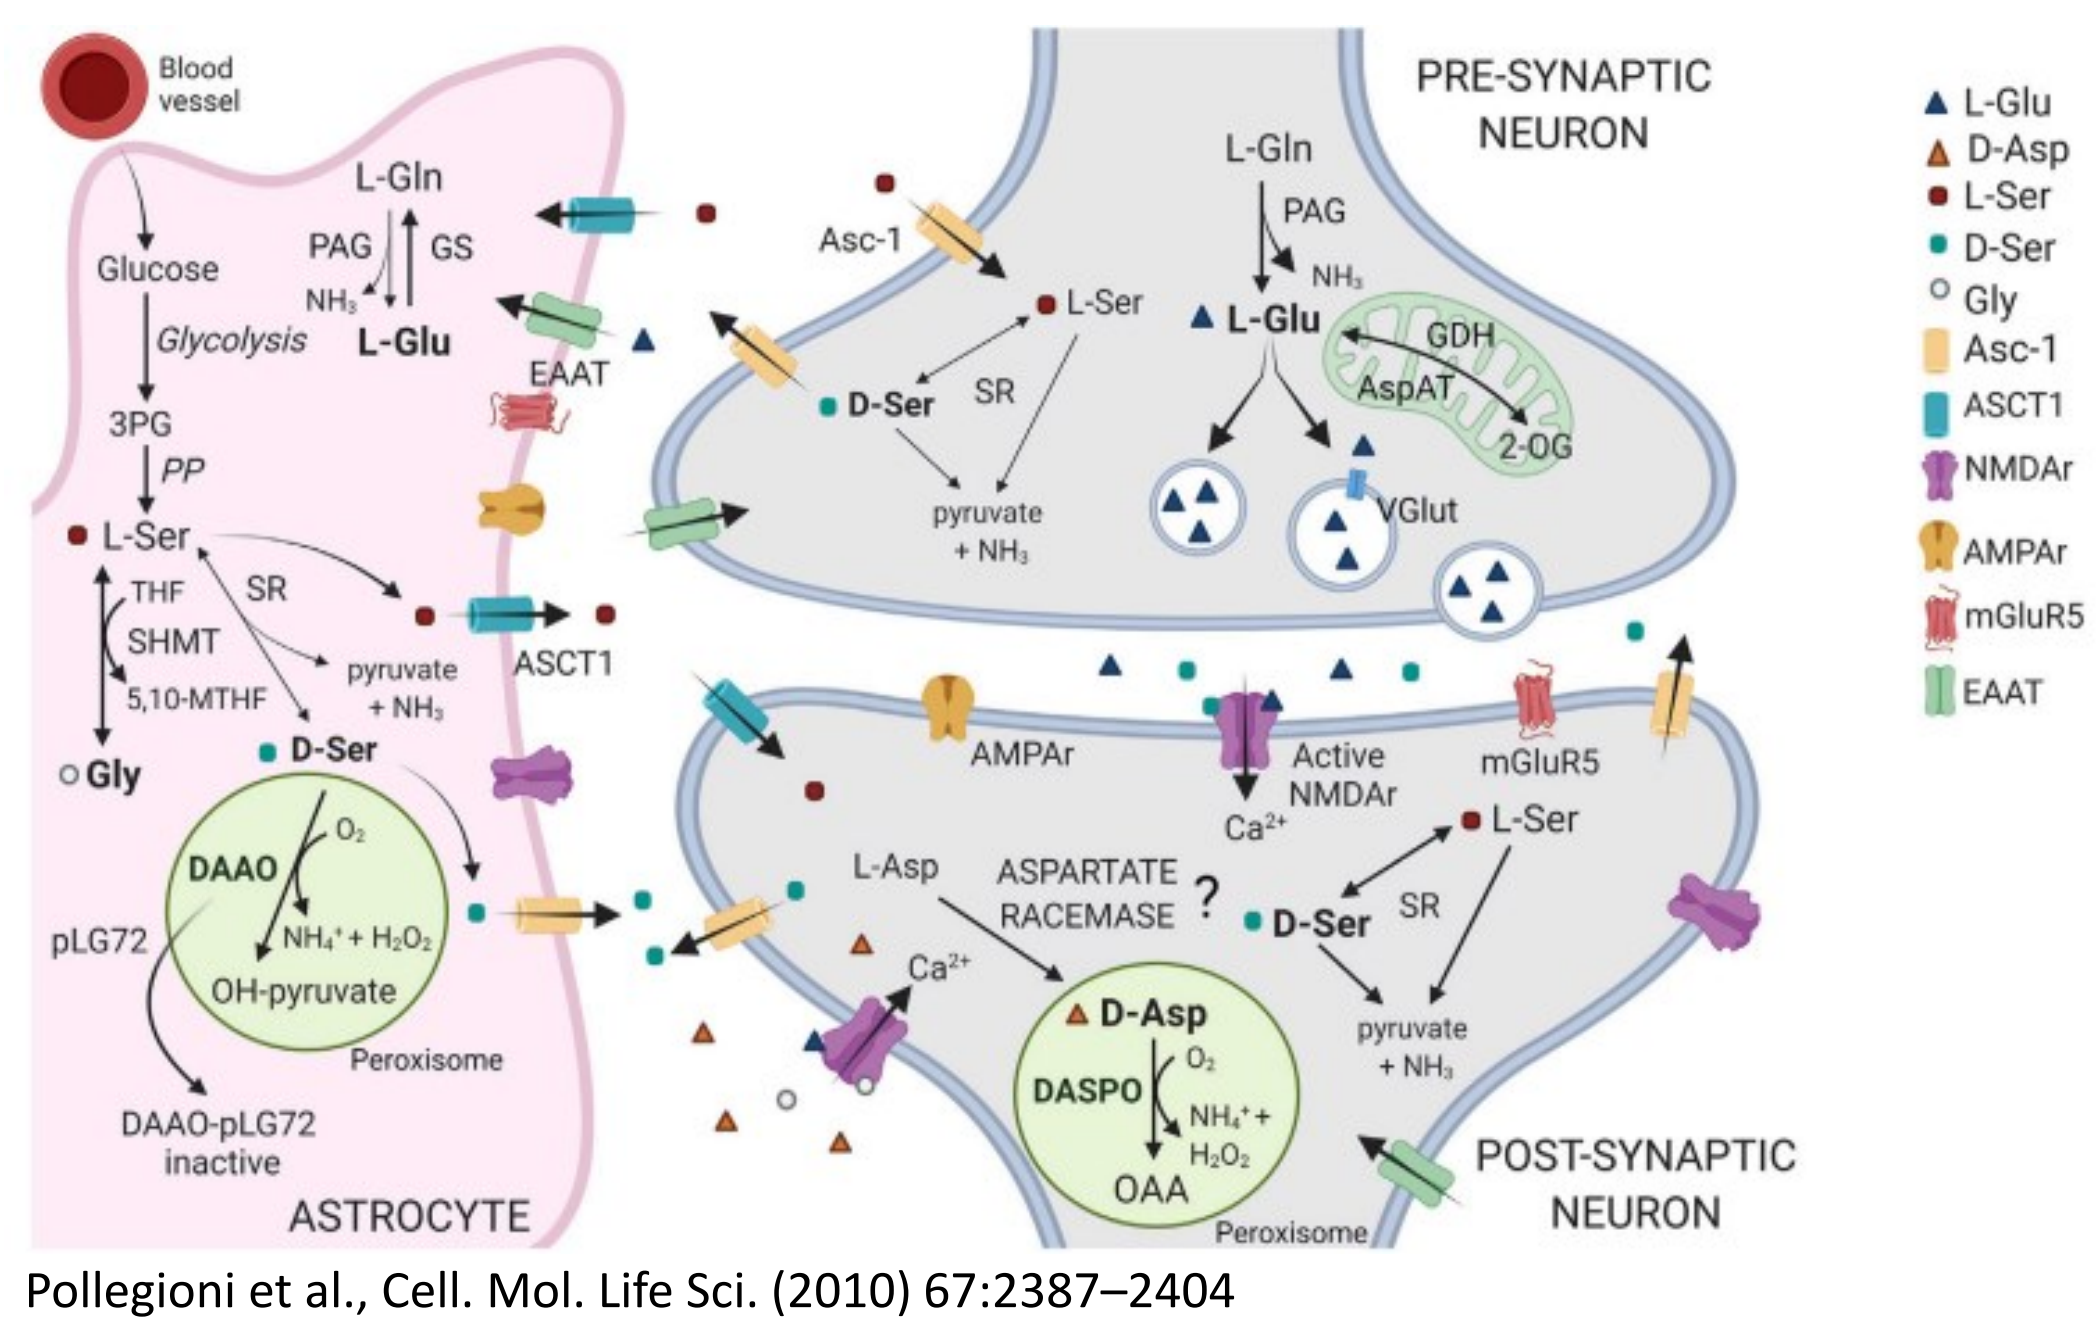 Blood
vessel
L-Gln
PAG
GS
NH₃
L-Glu
Glucose
Glycolysis
3PG
PP
L-Ser
THF
SR
SHMT
5,10-MTHF
pyruvate
+ NH₃
D-Ser
Gly
DAAO
O₂
NH₄⁺ + H₂O₂
OH-pyruvate
pLG72
Peroxisome
DAAO-pLG72
inactive
ASTROCYTE
EAAT
ASCT1
Asc-1
PRE-SYNAPTIC
NEURON
L-Gln
PAG
NH₃
L-Ser
L-Glu
GDH
AspAT
2-OG
D-Ser
SR
pyruvate
+ NH₃
VGlut
AMPAr
Active
NMDAr
Ca²⁺
mGluR5
L-Ser
L-Asp
ASPARTATE
RACEMASE ?
D-Ser
SR
Ca²⁺
D-Asp
O₂
DASPO
NH₄⁺ +
H₂O₂
OAA
Peroxisome
pyruvate
+ NH₃
POST-SYNAPTIC
NEURON
L-Glu
D-Asp
L-Ser
D-Ser
Gly
Asc-1
ASCT1
NMDAr
AMPAr
mGluR5
EAAT
Pollegioni et al., Cell. Mol. Life Sci. (2010) 67:2387–2404